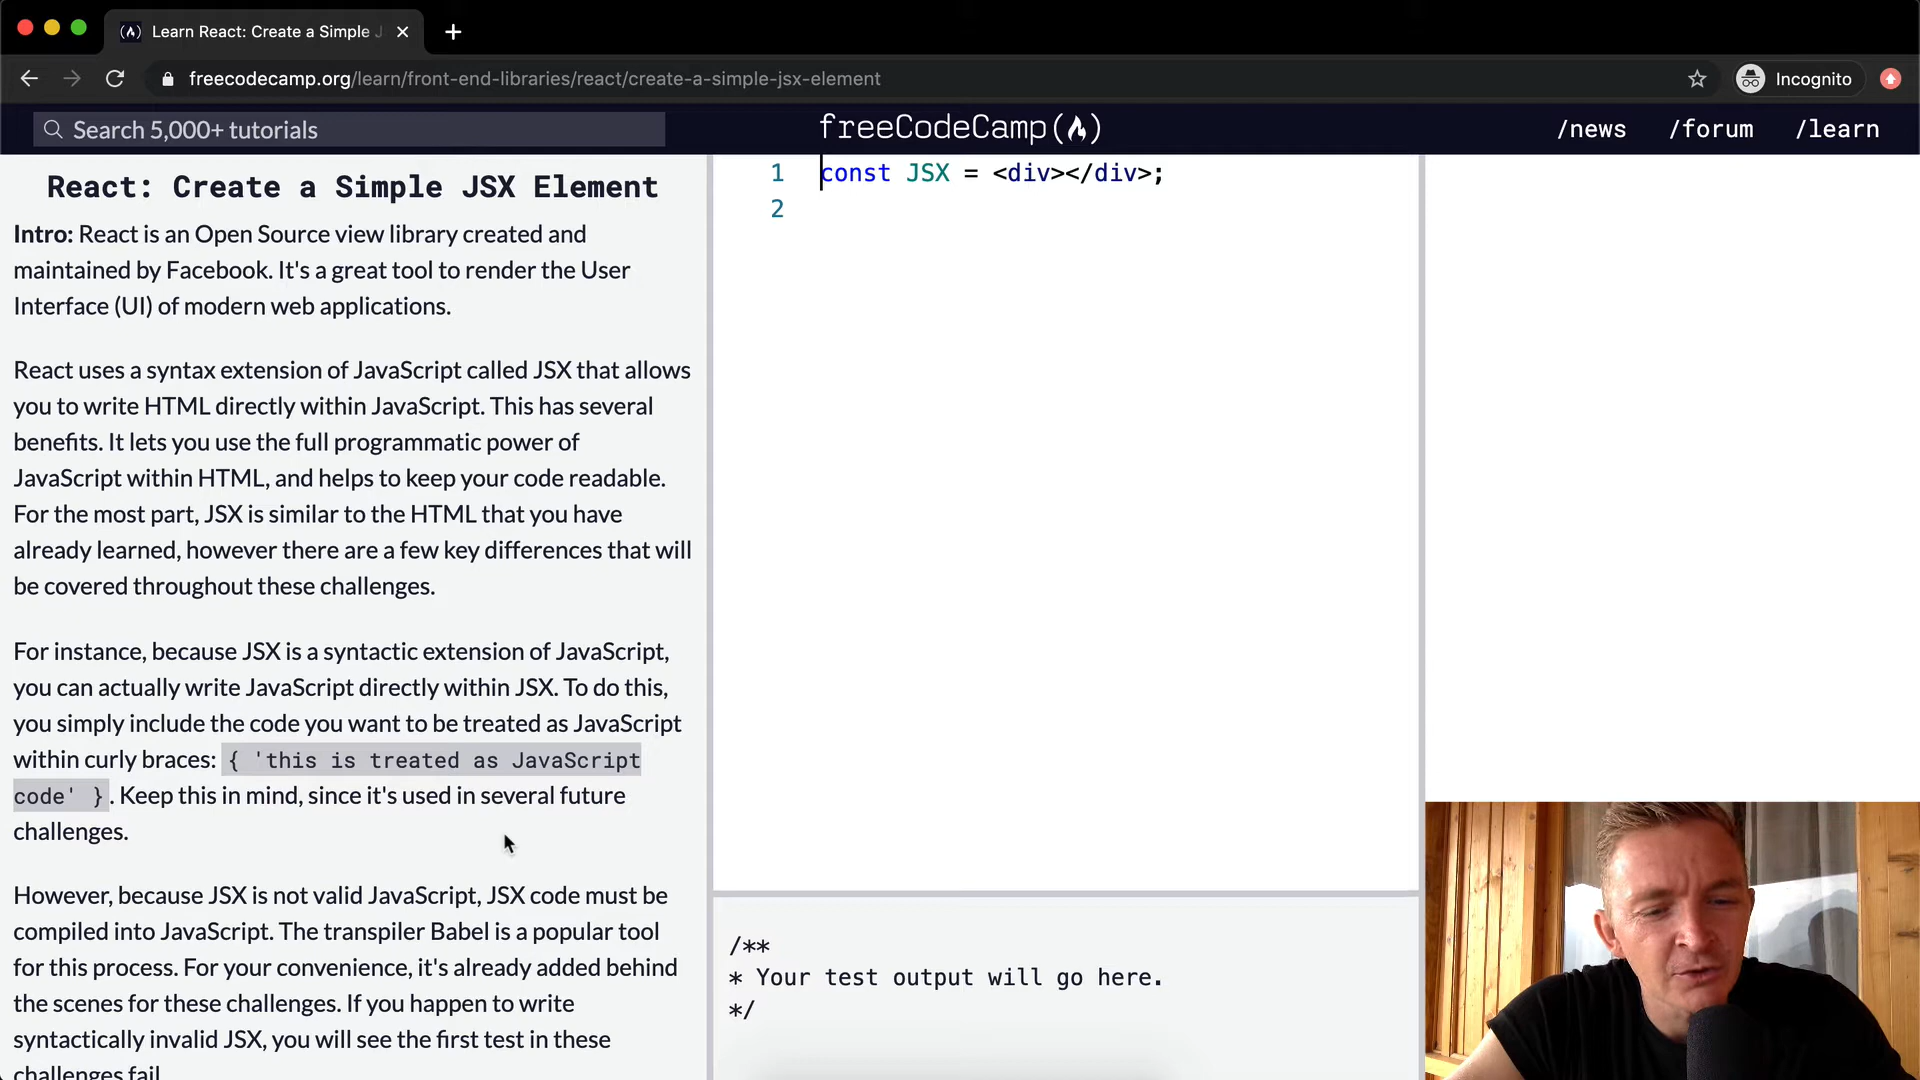 Learn React: Create a Simple J
freecodecamp.org/learn/front-end-libraries/react/create-a-simple-jsx-element
Incognito
Search 5,000+ tutorials
freeCodeCamp(🔥)
/news /forum /learn
React: Create a Simple JSX Element
Intro: React is an Open Source view library created and
maintained by Facebook. It's a great tool to render the User
Interface (UI) of modern web applications.
React uses a syntax extension of JavaScript called JSX that allows
you to write HTML directly within JavaScript. This has several
benefits. It lets you use the full programmatic power of
JavaScript within HTML, and helps to keep your code readable.
For the most part, JSX is similar to the HTML that you have
already learned, however there are a few key differences that will
be covered throughout these challenges.
For instance, because JSX is a syntactic extension of JavaScript,
you can actually write JavaScript directly within JSX. To do this,
you simply include the code you want to be treated as JavaScript
within curly braces: { 'this is treated as JavaScript
code' }. Keep this in mind, since it's used in several future
challenges.
However, because JSX is not valid JavaScript, JSX code must be
compiled into JavaScript. The transpiler Babel is a popular tool
for this process. For your convenience, it's already added behind
the scenes for these challenges. If you happen to write
syntactically invalid JSX, you will see the first test in these
challenges fail.
1 const JSX = <div></div>;
2
/**
* Your test output will go here.
*/